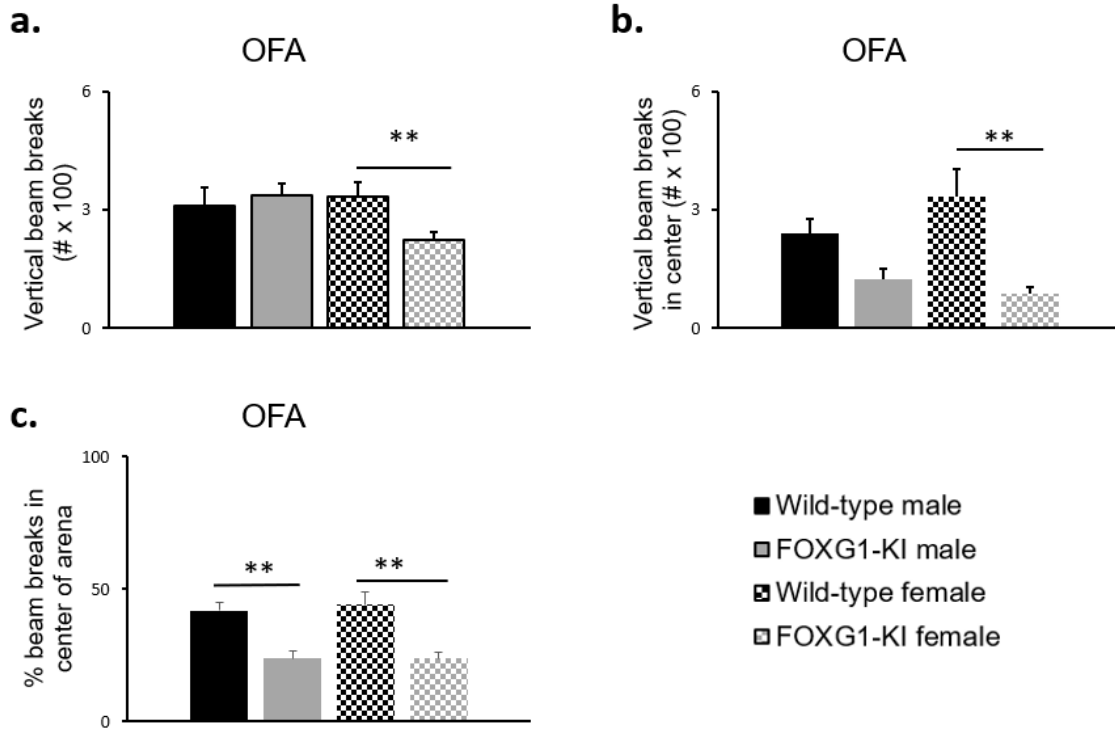 a.
OFA
Vertical beam breaks
(# x 100)
6
3
0
**
b.
OFA
Vertical beam breaks
in center (# x 100)
6
3
0
**
c.
OFA
% beam breaks in
center of arena
100
50
0
**
**
Wild-type male
FOXG1-KI male
Wild-type female
FOXG1-KI female